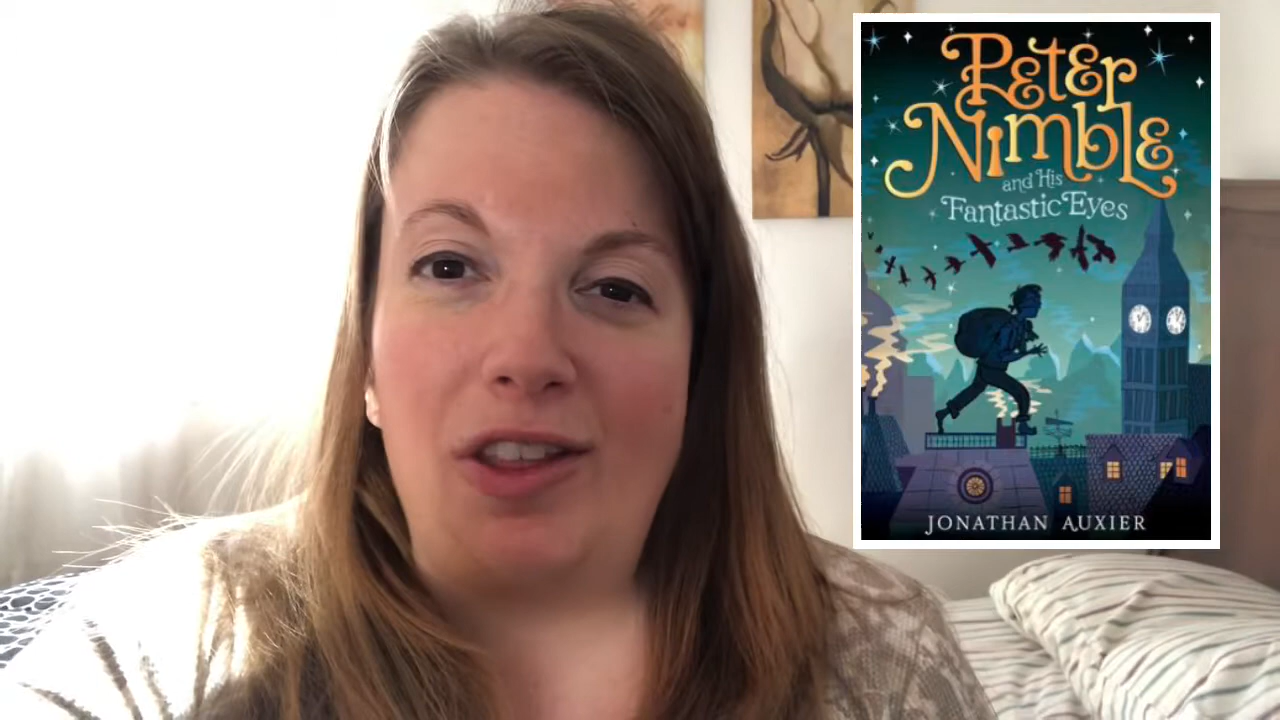 Peter
Nimble
and His
Fantastic Eyes
JONATHAN AUXIER